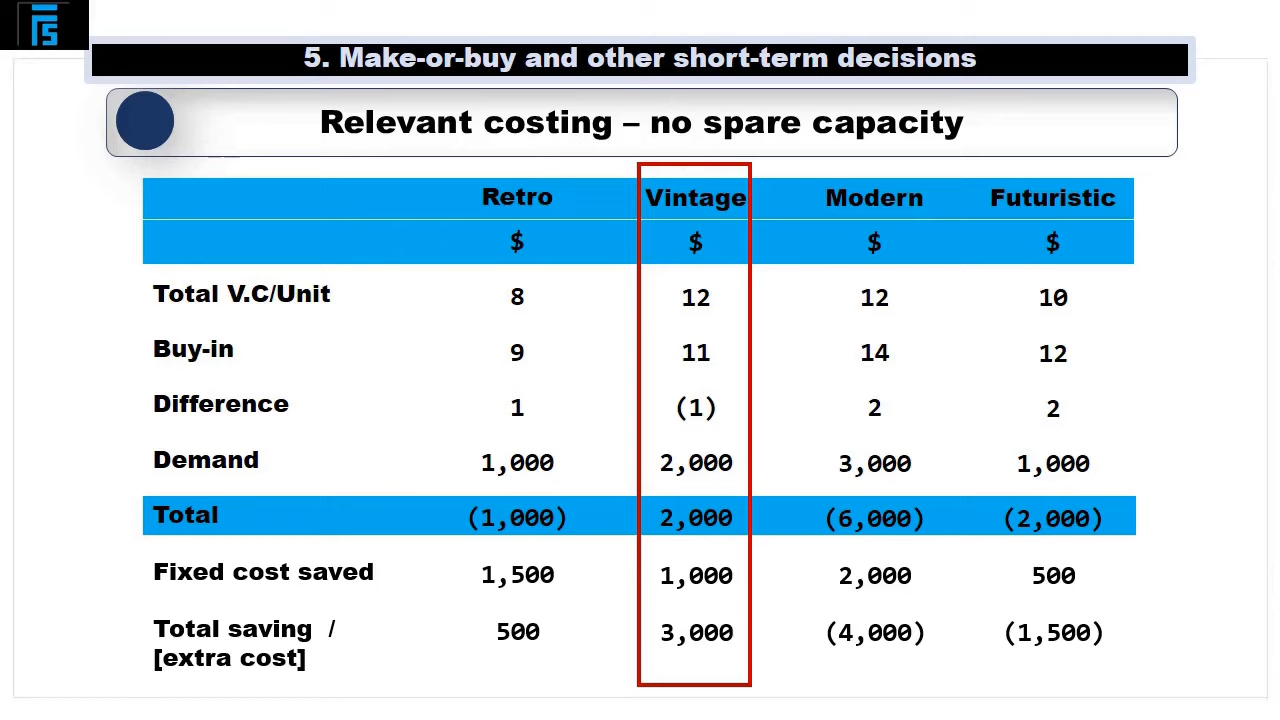 5. Make-or-buy and other short-term decisions
Relevant costing – no spare capacity
Retro Vintage Modern Futuristic
$ $ $ $
Total V.C/Unit 8 12 12 10
Buy-in 9 11 14 12
Difference 1 (1) 2 2
Demand 1,000 2,000 3,000 1,000
Total (1,000) 2,000 (6,000) (2,000)
Fixed cost saved 1,500 1,000 2,000 500
Total saving / 500 3,000 (4,000) (1,500)
[extra cost]